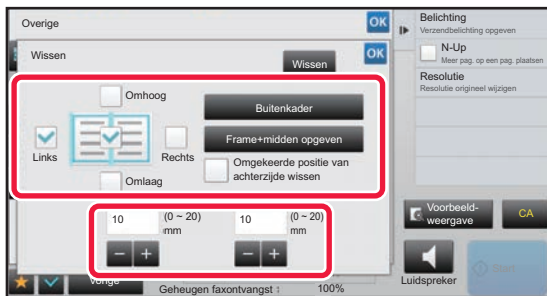 Overige
OK
Belichting
Verzendbelichting opgeven
Wissen
Wissen
OK
N-Up
Meer pag. op een pag. plaatsen
Resolutie
Resolutie origineel wijzigen
Omhoog
Buitenkader
Links
Rechts
Frame+midden opgeven
Omgekeerde positie van
achterzijde wissen
Omlaag
10
(0 ~ 20)
mm
10
(0 ~ 20)
mm
Voorbeeld-
weergave
CA
Vorige
Geheugen faxontvangst :
100%
Luidspreker
Start